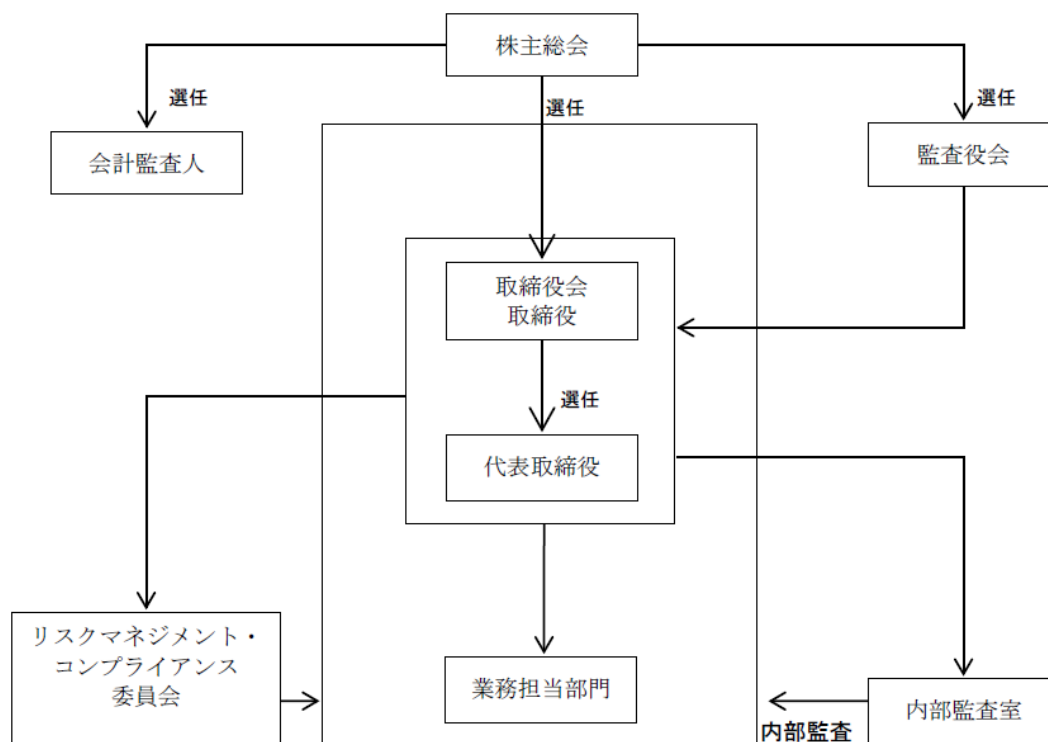 株主総会
選任
選任
選任
会計監査人
監査役会
取締役会
取締役
選任
代表取締役
リスクマネジメント・
コンプライアンス
委員会
業務担当部門
内部監査室
内部監査